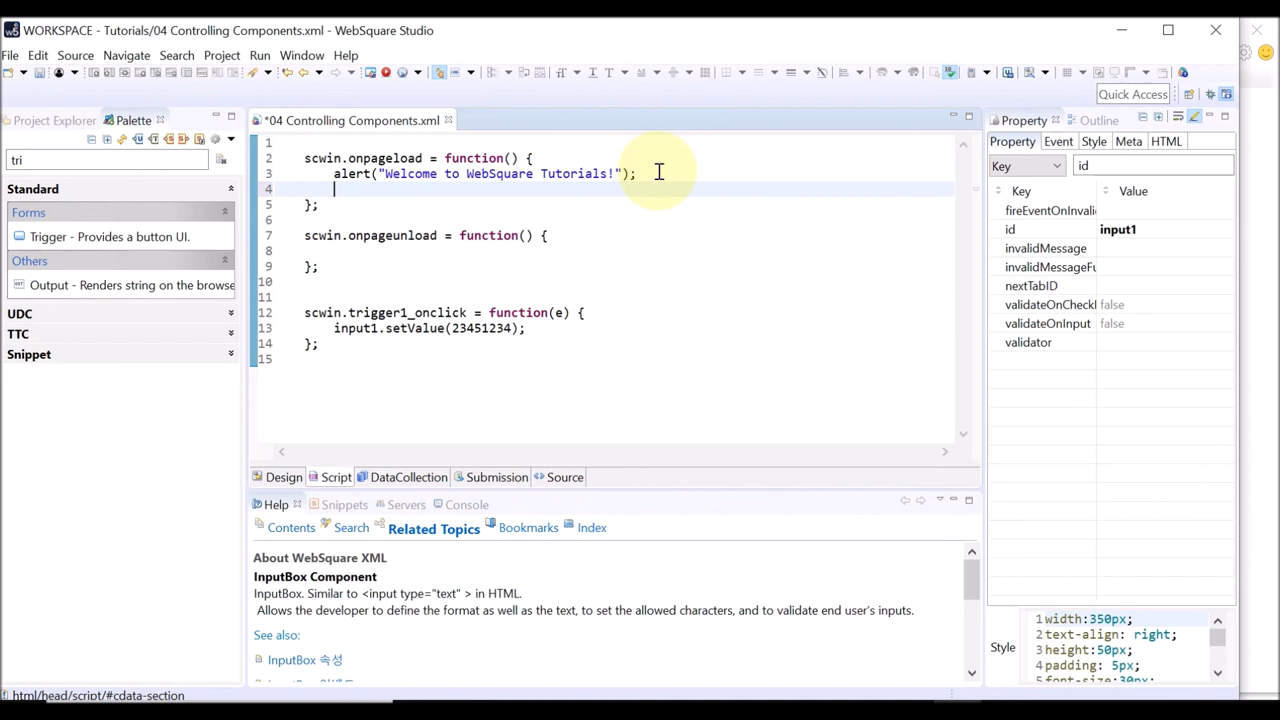 WORKSPACE - Tutorials/04 Controlling Components.xml - WebSquare Studio
File Edit Source Navigate Search Project Run Window Help
Quick Access
Project Explorer Palette
*04 Controlling Components.xml
Property Outline
tri
Standard
Forms
Trigger - Provides a button UI.
Others
Output - Renders string on the browse
UDC
TTC
Snippet
1
2 scwin.onpageload = function() {
3 alert("Welcome to WebSquare Tutorials!");
4
5 };
6
7 scwin.onpageunload = function() {
8
9 };
10
11
12 scwin.trigger1_onclick = function(e) {
13 input1.setValue(23451234);
14 };
15
Design Script DataCollection Submission Source
Property Event Style Meta HTML
Key id
Key Value
fireEventOnInvali
id input1
invalidMessage
invalidMessageFu
nextTabID
validateOnCheckI false
validateOnInput false
validator
Style
1 width:350px;
2 text-align: right;
3 height:50px;
4 padding: 5px;
5 font-size:30px;
Help Snippets Servers Console
Contents Search Related Topics Bookmarks Index
About WebSquare XML
InputBox Component
InputBox. Similar to <input type="text" > in HTML.
Allows the developer to define the format as well as the text, to set the allowed characters, and to validate end user's inputs.
See also:
InputBox 속성
html/head/script/#cdata-section